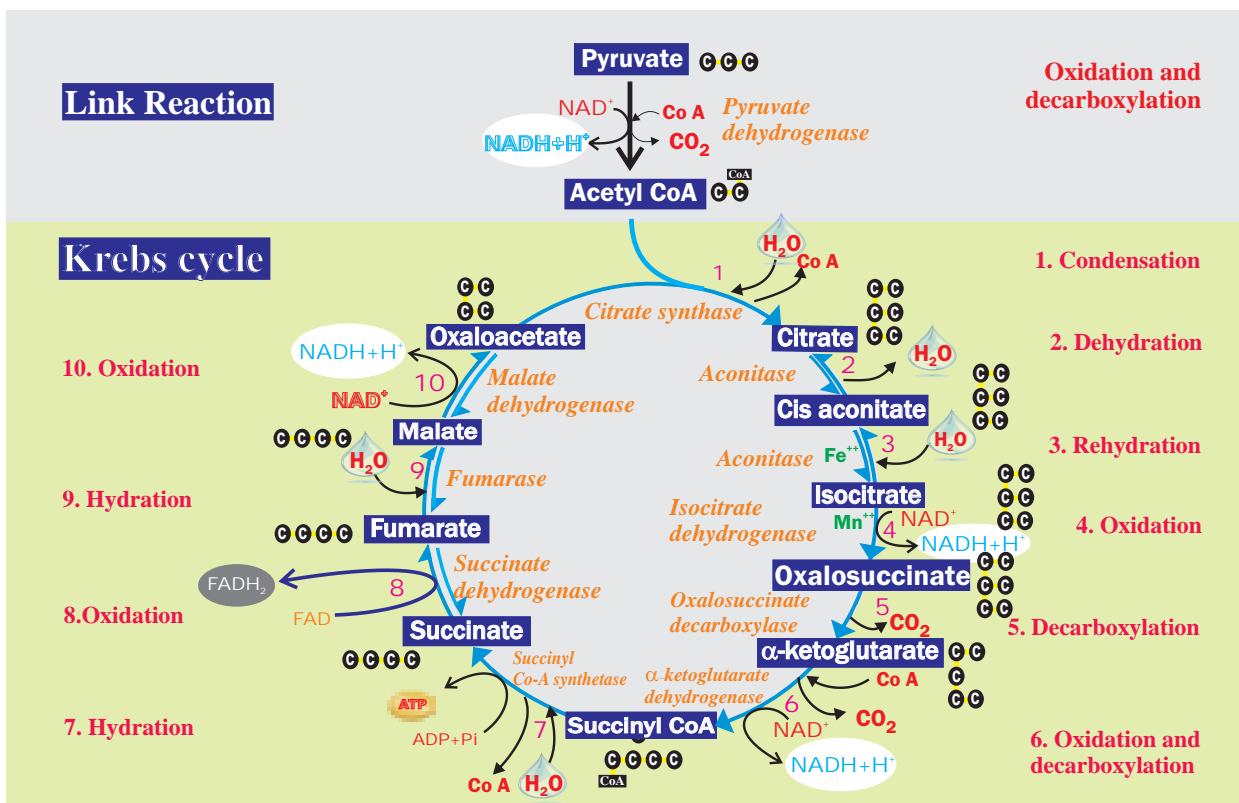 Pyruvate
C C C
Link Reaction
Oxidation and
decarboxylation
NAD⁺
Co A
Pyruvate
dehydrogenase
NADH+H⁺
CO₂
CoA
Acetyl CoA
C C
Krebs cycle
H₂O
Co A
1
1. Condensation
Citrate synthase
C C
C C
Oxaloacetate
C C
C C
C C
Citrate
2. Dehydration
H₂O
2
NADH+H⁺
10. Oxidation
10
NAD⁺
Malate
dehydrogenase
Aconitase
C C
C C
C C
Cis aconitate
Malate
C C C C
H₂O
9
Fumarase
Aconitase
Fe⁺⁺
3
H₂O
3. Rehydration
9. Hydration
Isocitrate
C C
C C
C C
Isocitrate
dehydrogenase
Mn⁺⁺
NAD⁺
4
NADH+H⁺
4. Oxidation
Fumarate
C C C C
Succinate
dehydrogenase
FADH₂
8
FAD
8.Oxidation
Oxalosuccinate
C C
C C
C C
Oxalosuccinate
decarboxylase
5
CO₂
5. Decarboxylation
Succinate
C C C C
α-ketoglutarate
C C
C
C C
Succinyl
Co-A synthetase
α-ketoglutarate
dehydrogenase
Co A
6
CO₂
NAD⁺
NADH+H⁺
ATP
ADP+Pi
7. Hydration
7
Co A
H₂O
Succinyl CoA
C C C C
CoA
6. Oxidation and
decarboxylation